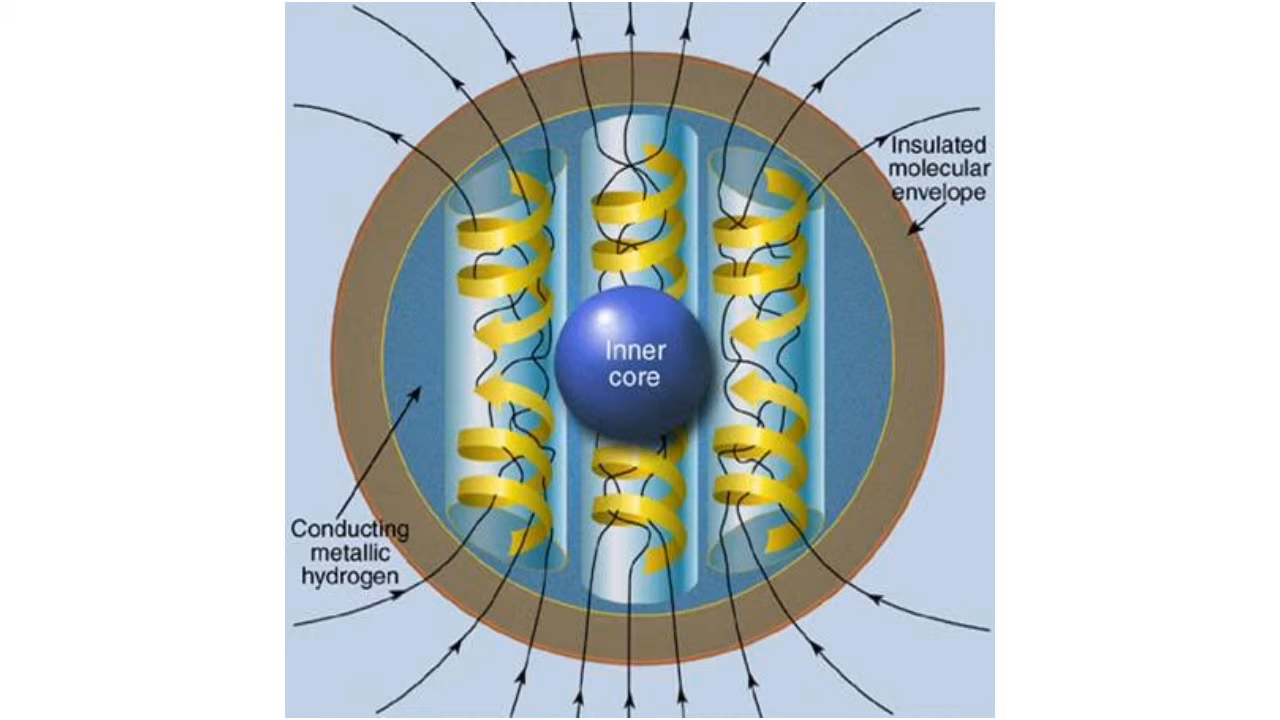 Insulated
molecular
envelope
Inner
core
Conducting
metallic
hydrogen